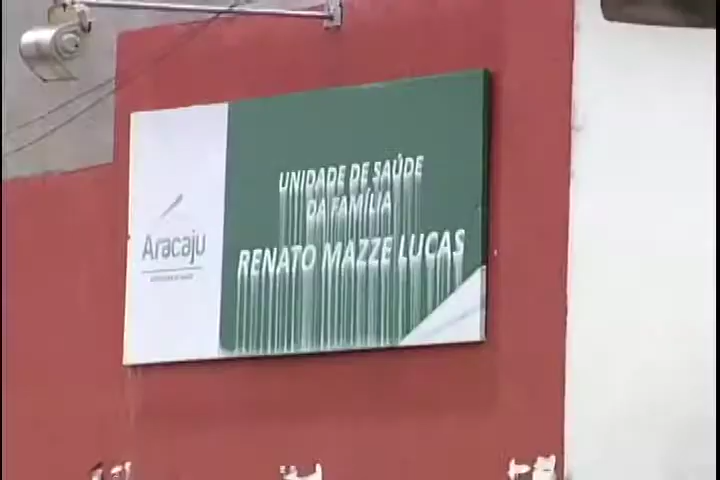 Aracaju
UNIDADE DE SAÚDE
DA FAMÍLIA
RENATO MAZZE LUCAS